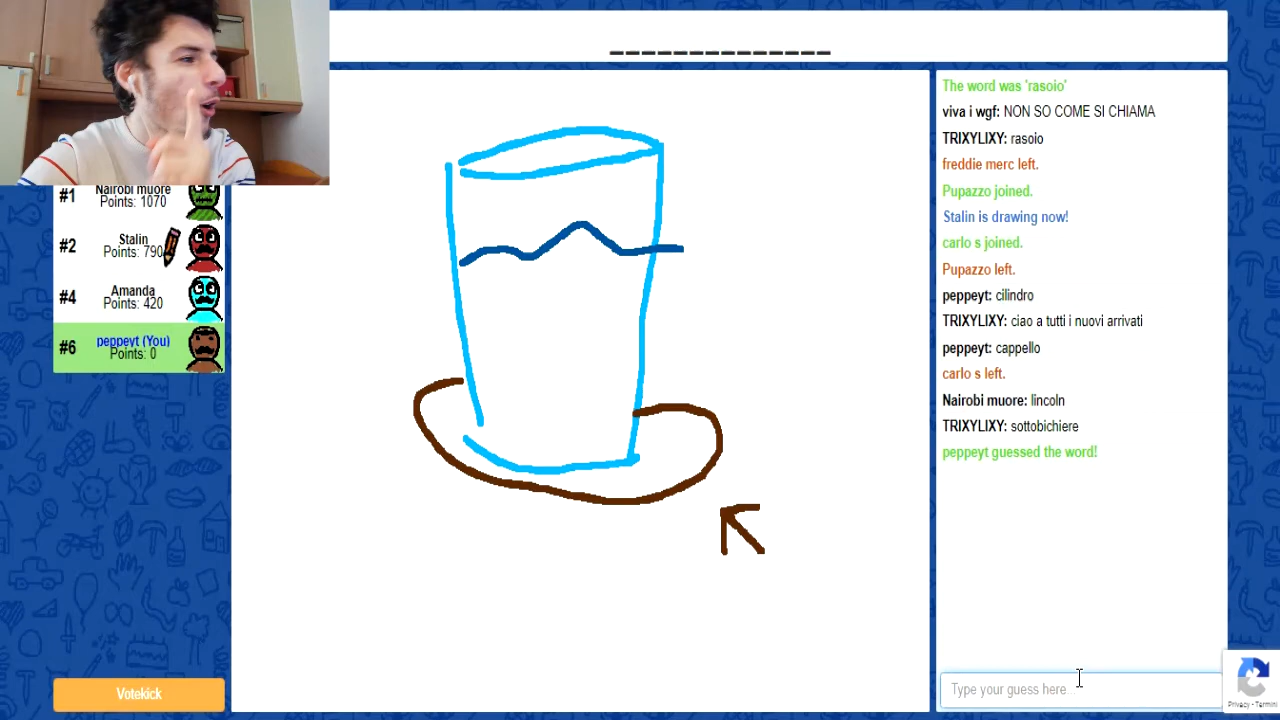 ______________
#1
Nairobi muore
Points: 1070
#2
Stalin
Points: 790
#4
Amanda
Points: 420
#6
peppeyt (You)
Points: 0
Votekick
The word was 'rasoio'
viva i wgf: NON SO COME SI CHIAMA
TRIXYLIXY: rasoio
freddie merc left.
Pupazzo joined.
Stalin is drawing now!
carlo s joined.
Pupazzo left.
peppeyt: cilindro
TRIXYLIXY: ciao a tutti i nuovi arrivati
peppeyt: cappello
carlo s left.
Nairobi muore: lincoln
TRIXYLIXY: sottobichiere
peppeyt guessed the word!
Type your guess here...
Privacy - Termini